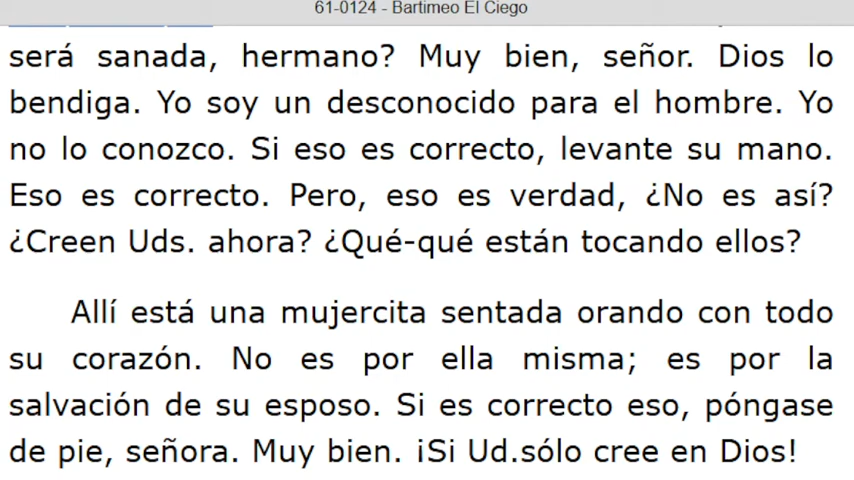 61-0124 - Bartimeo El Ciego
será sanada, hermano? Muy bien, señor. Dios lo
bendiga. Yo soy un desconocido para el hombre. Yo
no lo conozco. Si eso es correcto, levante su mano.
Eso es correcto. Pero, eso es verdad, ¿No es así?
¿Creen Uds. ahora? ¿Qué-qué están tocando ellos?
Allí está una mujercita sentada orando con todo
su corazón. No es por ella misma; es por la
salvación de su esposo. Si es correcto eso, póngase
de pie, señora. Muy bien. ¡Si Ud.sólo cree en Dios!